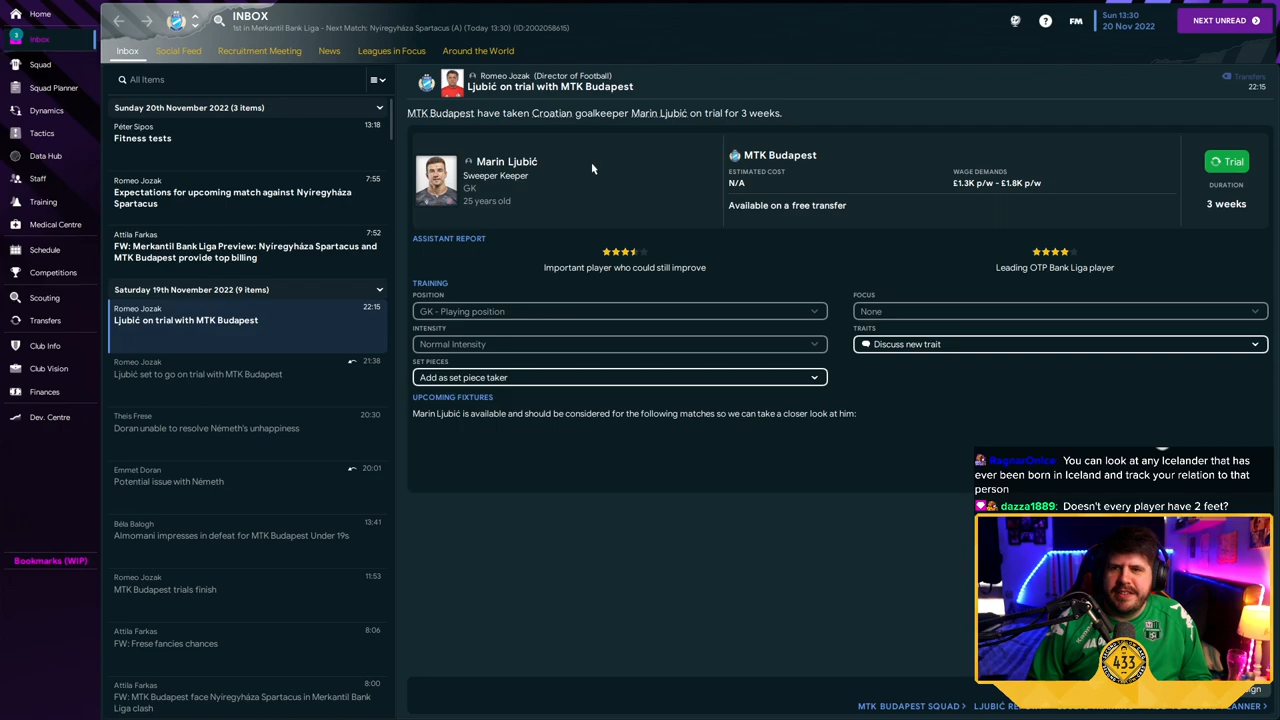 Home
3
Inbox
Squad
Squad Planner
Dynamics
Tactics
Data Hub
Staff
Training
Medical Centre
Schedule
Competitions
Scouting
Transfers
Club Info
Club Vision
Finances
Dev. Centre
Bookmarks (WIP)
INBOX
1st in Merkantil Bank Liga - Next Match: Nyíregyháza Spartacus (A) (Today 13:30) (ID:2002058615)
?
FM
Sun 13:30
20 Nov 2022
NEXT UNREAD
Inbox
Social Feed
Recruitment Meeting
News
Leagues in Focus
Around the World
All Items
Sunday 20th November 2022 (3 items)
Péter Sipos
13:18
Fitness tests
Romeo Jozak
7:55
Expectations for upcoming match against Nyíregyháza
Spartacus
Attila Farkas
7:52
FW: Merkantil Bank Liga Preview: Nyíregyháza Spartacus and
MTK Budapest provide top billing
Saturday 19th November 2022 (9 items)
Romeo Jozak
22:15
Ljubić on trial with MTK Budapest
Romeo Jozak
21:38
Ljubić set to go on trial with MTK Budapest
Theis Frese
20:30
Doran unable to resolve Németh's unhappiness
Emmet Doran
20:01
Potential issue with Németh
Béla Balogh
13:41
Almomani impresses in defeat for MTK Budapest Under 19s
Romeo Jozak
11:53
MTK Budapest trials finish
Attila Farkas
8:06
FW: Frese fancies chances
Attila Farkas
8:00
FW: MTK Budapest face Nyíregyháza Spartacus in Merkantil Bank
Liga clash
Romeo Jozak (Director of Football)
Ljubić on trial with MTK Budapest
Transfers
22:15
MTK Budapest have taken Croatian goalkeeper Marin Ljubić on trial for 3 weeks.
Marin Ljubić
Sweeper Keeper
GK
25 years old
MTK Budapest
ESTIMATED COST
N/A
WAGE DEMANDS
£1.3K p/w - £1.8K p/w
Available on a free transfer
Trial
DURATION
3 weeks
ASSISTANT REPORT
Important player who could still improve
Leading OTP Bank Liga player
TRAINING
POSITION
GK - Playing position
FOCUS
None
INTENSITY
Normal Intensity
TRAITS
Discuss new trait
SET PIECES
Add as set piece taker
UPCOMING FIXTURES
Marin Ljubić is available and should be considered for the following matches so we can take a closer look at him:
RagnarOnice You can look at any Icelander that has
ever been born in Iceland and track your relation to that
person
dazza1889: Doesn't every player have 2 feet?
433
MTK BUDAPEST SQUAD